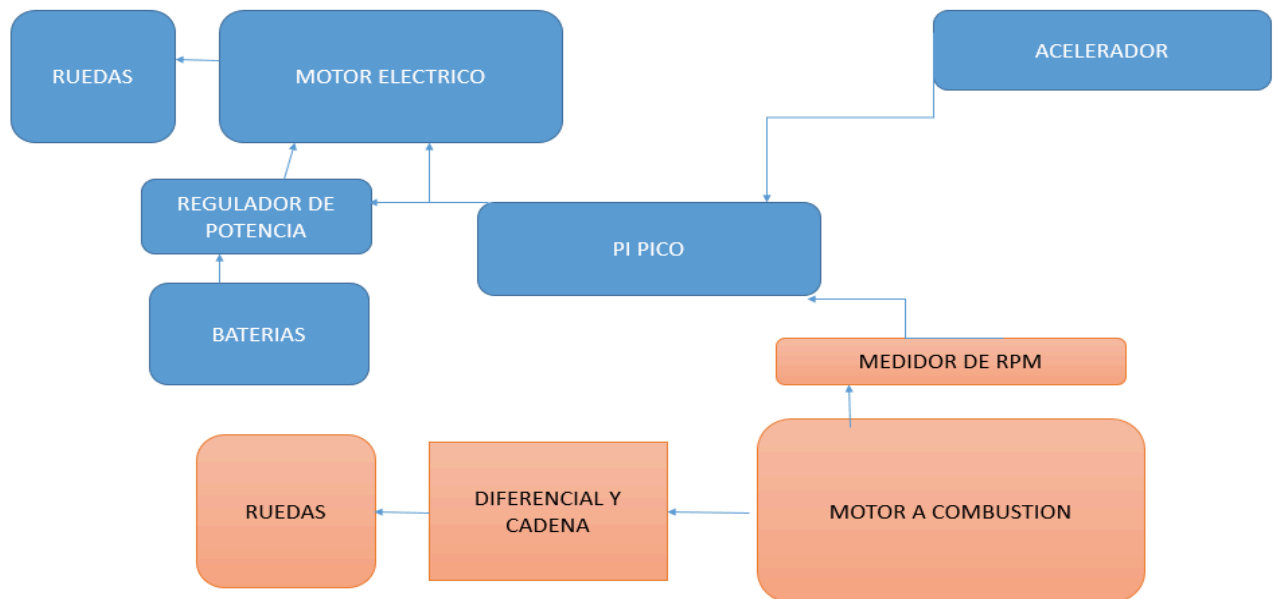 RUEDAS
MOTOR ELECTRICO
ACELERADOR
REGULADOR DE
POTENCIA
PI PICO
BATERIAS
MEDIDOR DE RPM
RUEDAS
DIFERENCIAL Y
CADENA
MOTOR A COMBUSTION